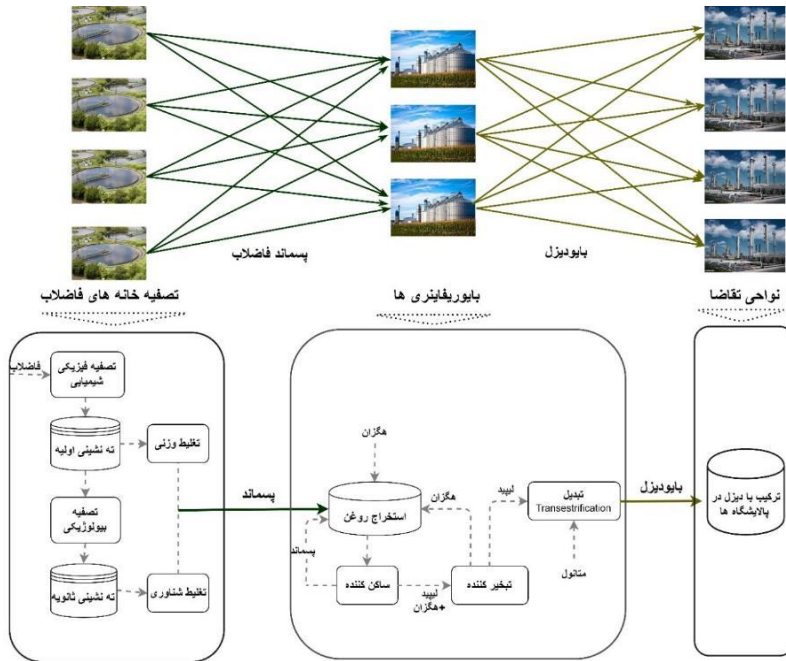 پسماند فاضلاب
بایودیزل
تصفیه خانه های فاضلاب
بایوریفاینری ها
نواحی تقاضا
فاضلاب
تصفیه فیزیکی
شیمیایی
ته نشینی اولیه
تغلیظ وزنی
تصفیه
بیولوژیکی
ته نشینی ثانویه
تغلیظ شناوری
پسماند
هگزان
استخراج روغن
پسماند
ساکن کننده
لیپید
+هگزان
تبخیر کننده
هگزان
لیپید
تبدیل
Transestrification
متانول
بایودیزل
ترکیب با دیزل در
پالایشگاه ها